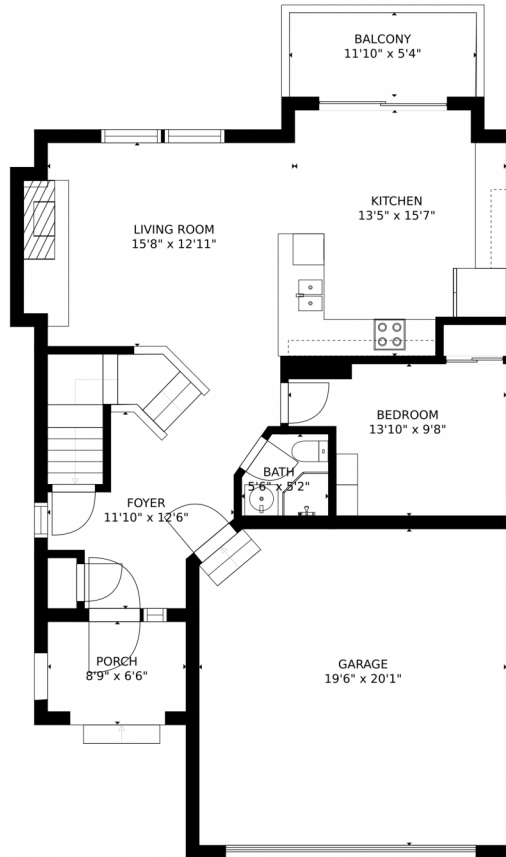 BALCONY
11'10" x 5'4"
KITCHEN
13'5" x 15'7"
LIVING ROOM
15'8" x 12'11"
BEDROOM
13'10" x 9'8"
BATH
5'6" x 5'2"
FOYER
11'10" x 12'6"
PORCH
8'9" x 6'6"
GARAGE
19'6" x 20'1"